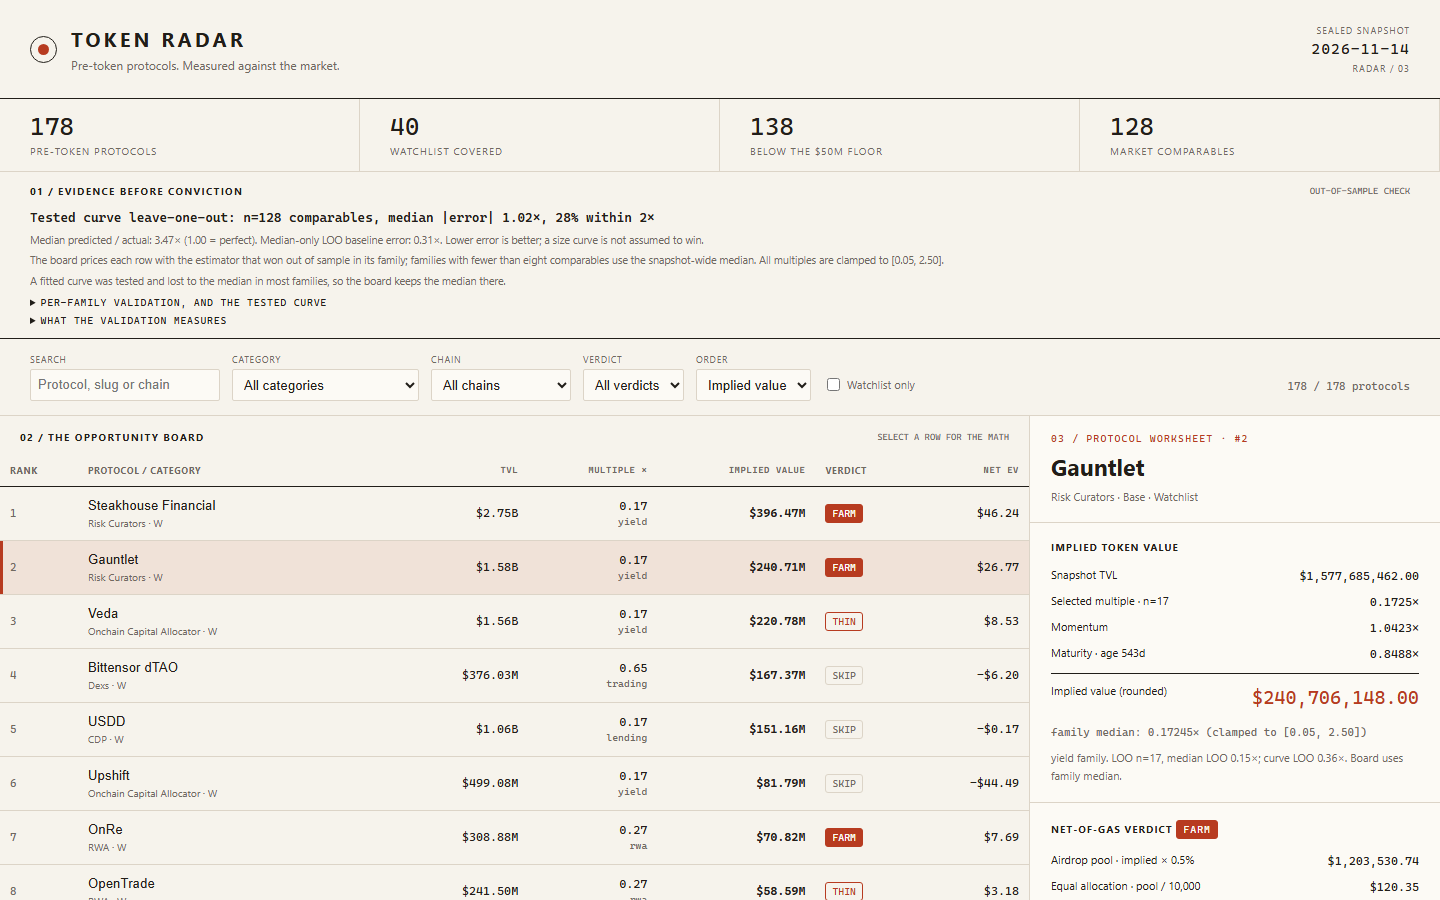 TOKEN RADAR
Pre-token protocols. Measured against the market.
SEALED SNAPSHOT
2026-11-14
RADAR / 03
178
PRE-TOKEN PROTOCOLS
40
WATCHLIST COVERED
138
BELOW THE $50M FLOOR
128
MARKET COMPARABLES
01 / EVIDENCE BEFORE CONVICTION
OUT-OF-SAMPLE CHECK
Tested curve leave-one-out: n=128 comparables, median |error| 1.02×, 28% within 2×
Median predicted / actual: 3.47× (1.00 = perfect). Median-only LOO baseline error: 0.31×. Lower error is better; a size curve is not assumed to win.
The board prices each row with the estimator that won out of sample in its family; families with fewer than eight comparables use the snapshot-wide median. All multiples are clamped to [0.05, 2.50].
A fitted curve was tested and lost to the median in most families, so the board keeps the median there.
▶ PER-FAMILY VALIDATION, AND THE TESTED CURVE
▶ WHAT THE VALIDATION MEASURES
SEARCH CATEGORY CHAIN VERDICT ORDER
Protocol, slug or chain All categories All chains All verdicts Implied value Watchlist only 178 / 178 protocols
02 / THE OPPORTUNITY BOARD
SELECT A ROW FOR THE MATH
RANK PROTOCOL / CATEGORY TVL MULTIPLE × IMPLIED VALUE VERDICT NET EV
1 Steakhouse Financial $2.75B 0.17 $396.47M FARM $46.24
Risk Curators · W yield
2 Gauntlet $1.58B 0.17 $240.71M FARM $26.77
Risk Curators · W yield
3 Veda $1.56B 0.17 $220.78M THIN $8.53
Onchain Capital Allocator · W yield
4 Bittensor dTAO $376.03M 0.65 $167.37M SKIP −$6.20
Dexs · W trading
5 USDD $1.06B 0.17 $151.16M SKIP −$0.17
CDP · W lending
6 Upshift $499.08M 0.17 $81.79M SKIP −$44.49
Onchain Capital Allocator · W yield
7 OnRe $308.88M 0.27 $70.82M FARM $7.69
RWA · W rwa
8 OpenTrade $241.50M 0.27 $58.59M THIN $3.18
03 / PROTOCOL WORKSHEET · #2
Gauntlet
Risk Curators · Base · Watchlist
IMPLIED TOKEN VALUE
Snapshot TVL $1,577,685,462.00
Selected multiple · n=17 0.1725×
Momentum 1.0423×
Maturity · age 543d 0.8488×
Implied value (rounded) $240,706,148.00
family median: 0.17245× (clamped to [0.05, 2.50])
yield family. LOO n=17, median LOO 0.15×; curve LOO 0.36×. Board uses
family median.
NET-OF-GAS VERDICT FARM
Airdrop pool · implied × 0.5% $1,203,530.74
Equal allocation · pool / 10,000 $120.35